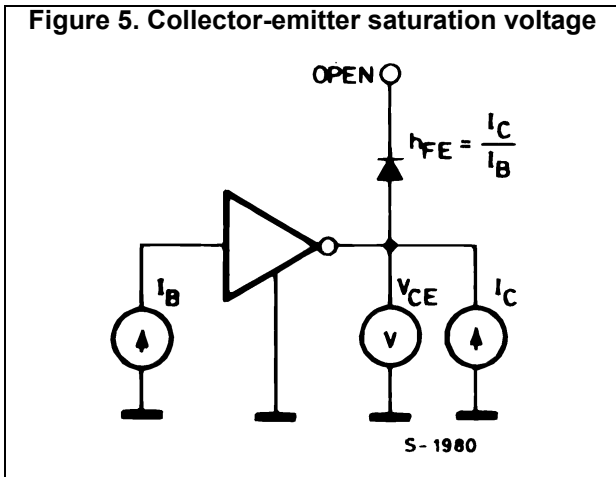 Figure 5. Collector-emitter saturation voltage
OPEN
hFE = IC / IB
IB
VCE
IC
V
S-1980